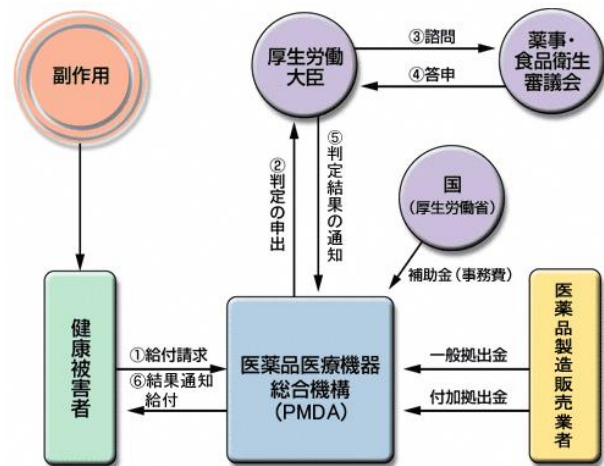 副作用
厚生労働
大臣
③諮問
④答申
薬事・
食品衛生
審議会
②判定の申出
⑤判定結果の通知
国
(厚生労働省)
補助金(事務費)
健康被害者
①給付請求
⑥結果通知
給付
医薬品医療機器
総合機構
(PMDA)
一般拠出金
付加拠出金
医薬品製造販売業者